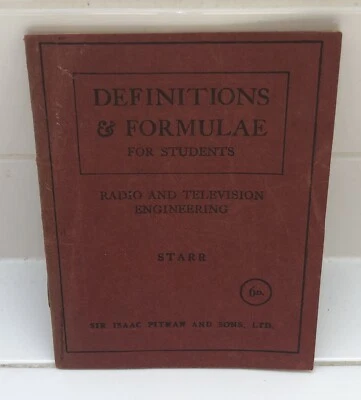 DEFINITIONS
& FORMULAE
FOR STUDENTS
RADIO AND TELEVISION
ENGINEERING
STARR
6D.
SIR ISAAC PITMAN AND SONS, LTD.